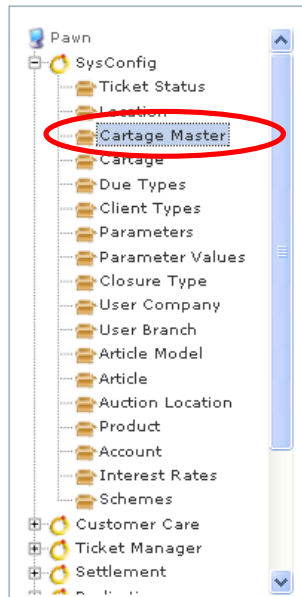 Pawn
SysConfig
Ticket Status
Location
Cartage Master
Cartage
Due Types
Client Types
Parameters
Parameter Values
Closure Type
User Company
User Branch
Article Model
Article
Auction Location
Product
Account
Interest Rates
Schemes
Customer Care
Ticket Manager
Settlement